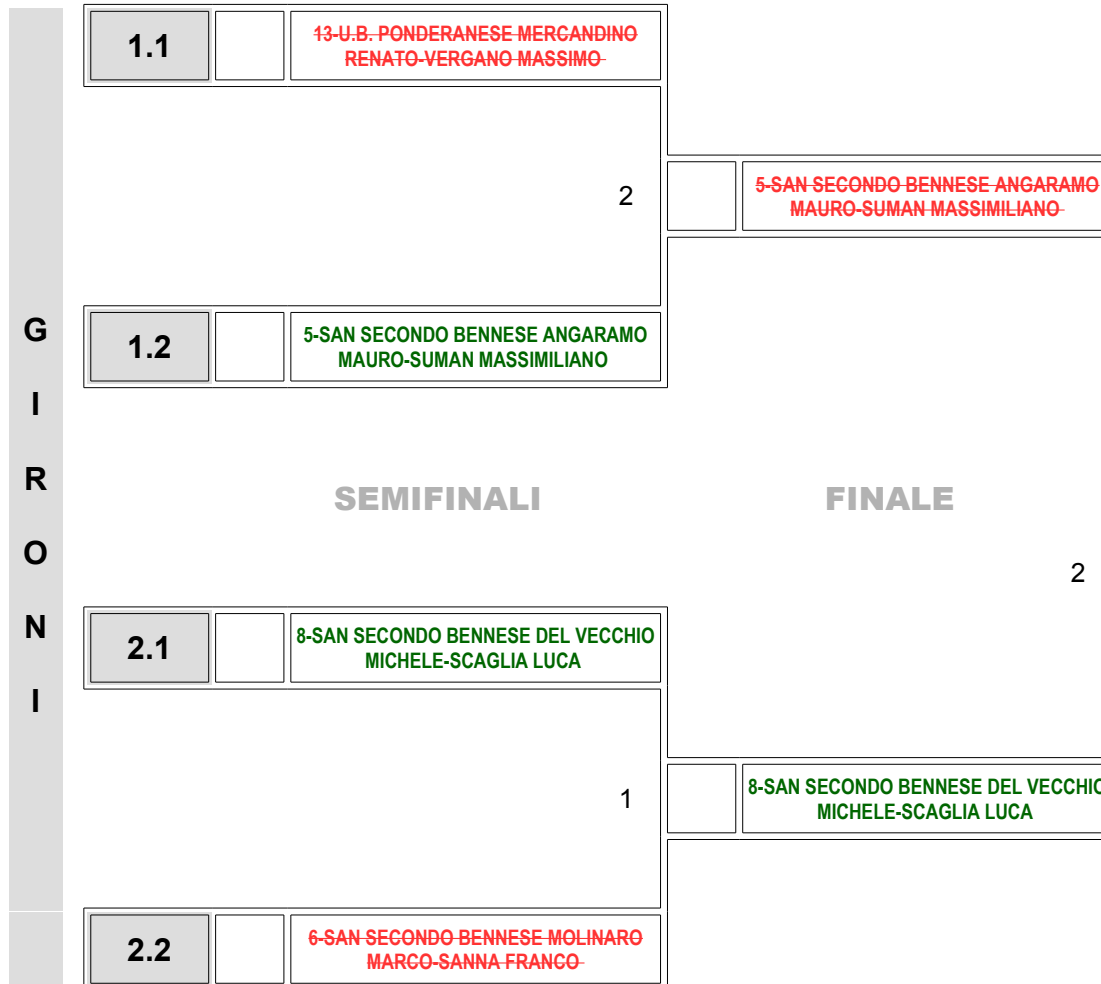 1.1
13-U.B. PONDERANESE MERCANDINO
RENATO-VERGANO MASSIMO
2
5-SAN SECONDO BENNESE ANGARAMO
MAURO-SUMAN MASSIMILIANO
1.2
5-SAN SECONDO BENNESE ANGARAMO
MAURO-SUMAN MASSIMILIANO
G
I
R
O
N
I
SEMIFINALI
FINALE
2
2.1
8-SAN SECONDO BENNESE DEL VECCHIO
MICHELE-SCAGLIA LUCA
1
8-SAN SECONDO BENNESE DEL VECCHIO
MICHELE-SCAGLIA LUCA
2.2
6-SAN SECONDO BENNESE MOLINARO
MARCO-SANNA FRANCO